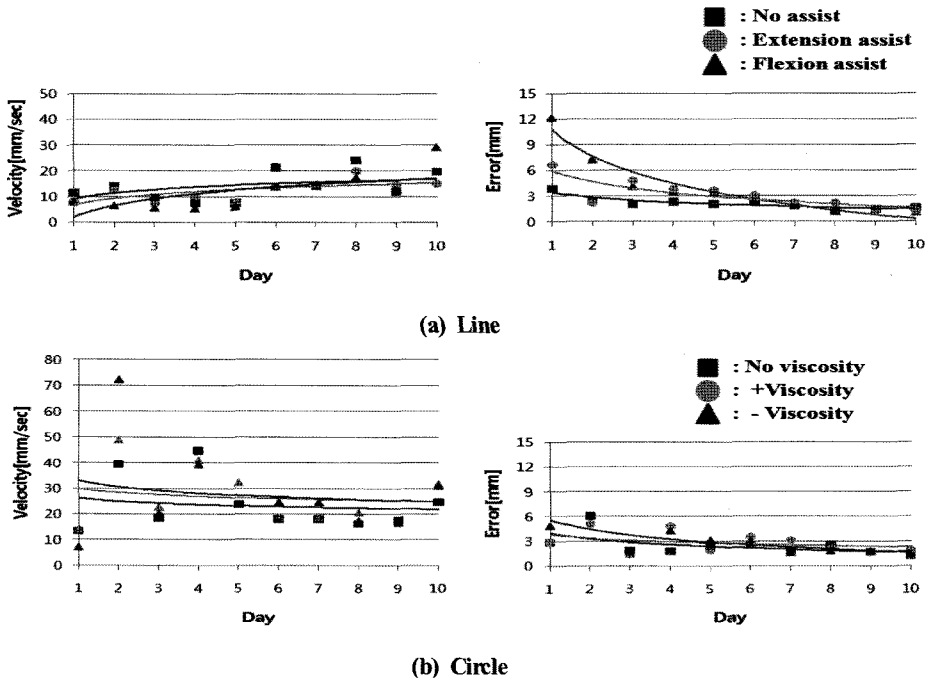 (a)
■ : No assist
● : Extension assist
▲ : Flexion assist
Velocity[mm/sec]
50
40
30
20
10
0
1 2 3 4 5 6 7 8 9 10
Day
Error[mm]
15
12
9
6
3
0
1 2 3 4 5 6 7 8 9 10
Day
(a) Line
(b)
■ : No viscosity
● : +Viscosity
▲ : - Viscosity
Velocity[mm/sec]
80
70
60
50
40
30
20
10
0
1 2 3 4 5 6 7 8 9 10
Day
Error[mm]
15
12
9
6
3
0
1 2 3 4 5 6 7 8 9 10
Day
(b) Circle